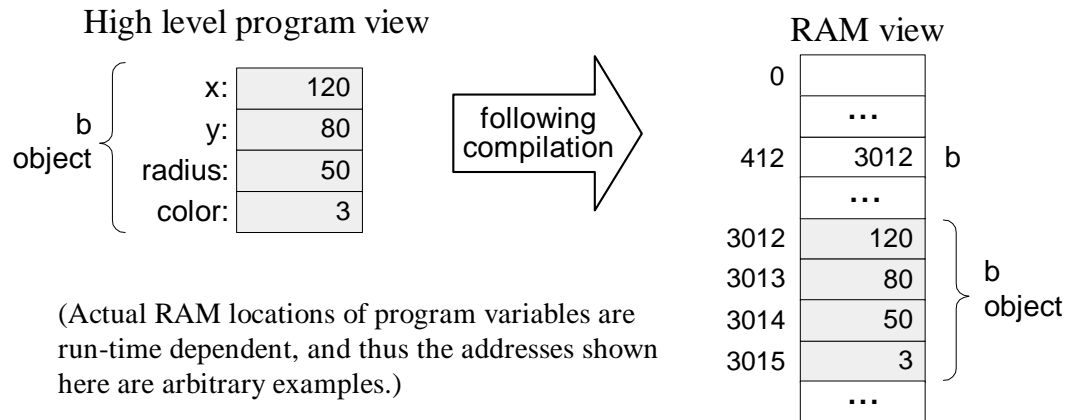 High level program view
b
object
x: 120
y: 80
radius: 50
color: 3
following
compilation
RAM view
0
...
412 3012 b
...
3012 120
3013 80
3014 50
3015 3
b
object
...
(Actual RAM locations of program variables are
run-time dependent, and thus the addresses shown
here are arbitrary examples.)